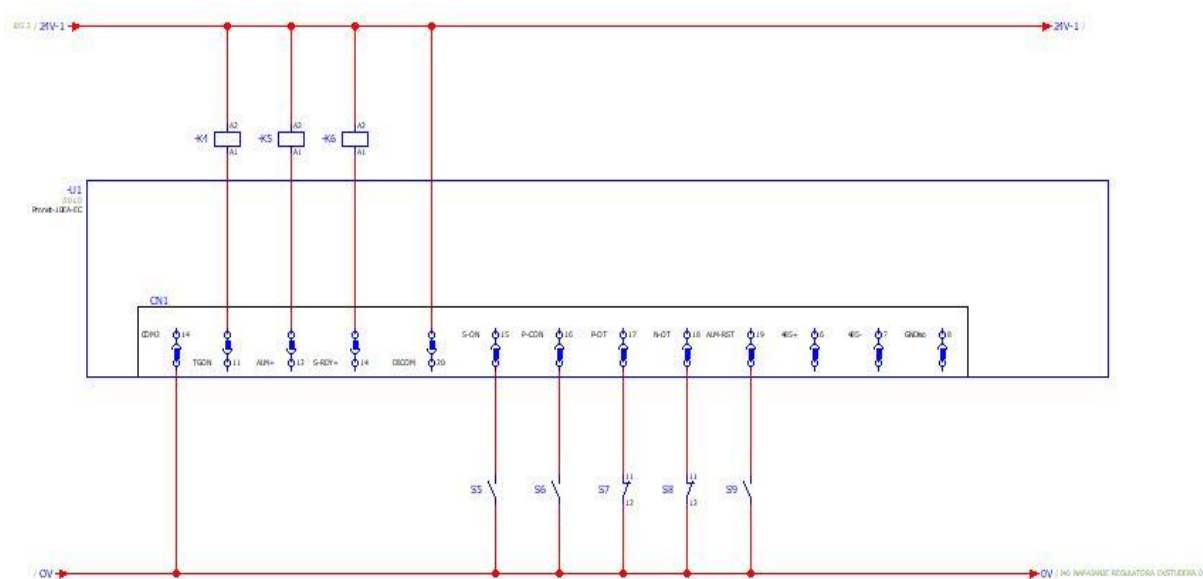 / 24V-1
24V-1 /
A2
A2
A2
-K4
-K5
-K6
A1
A1
A1
-U1
CN1
COM2 14
S-ON 15
P-CON 16
P-OT 17
N-OT 18
ALM-RST 19
485+ 6
485- 7
8
TGON 11
ALM+ 12
S-RDY+ 14
DICOM 20
S5
S6
S7
11
12
S8
11
12
S9
/ 0V
0V /